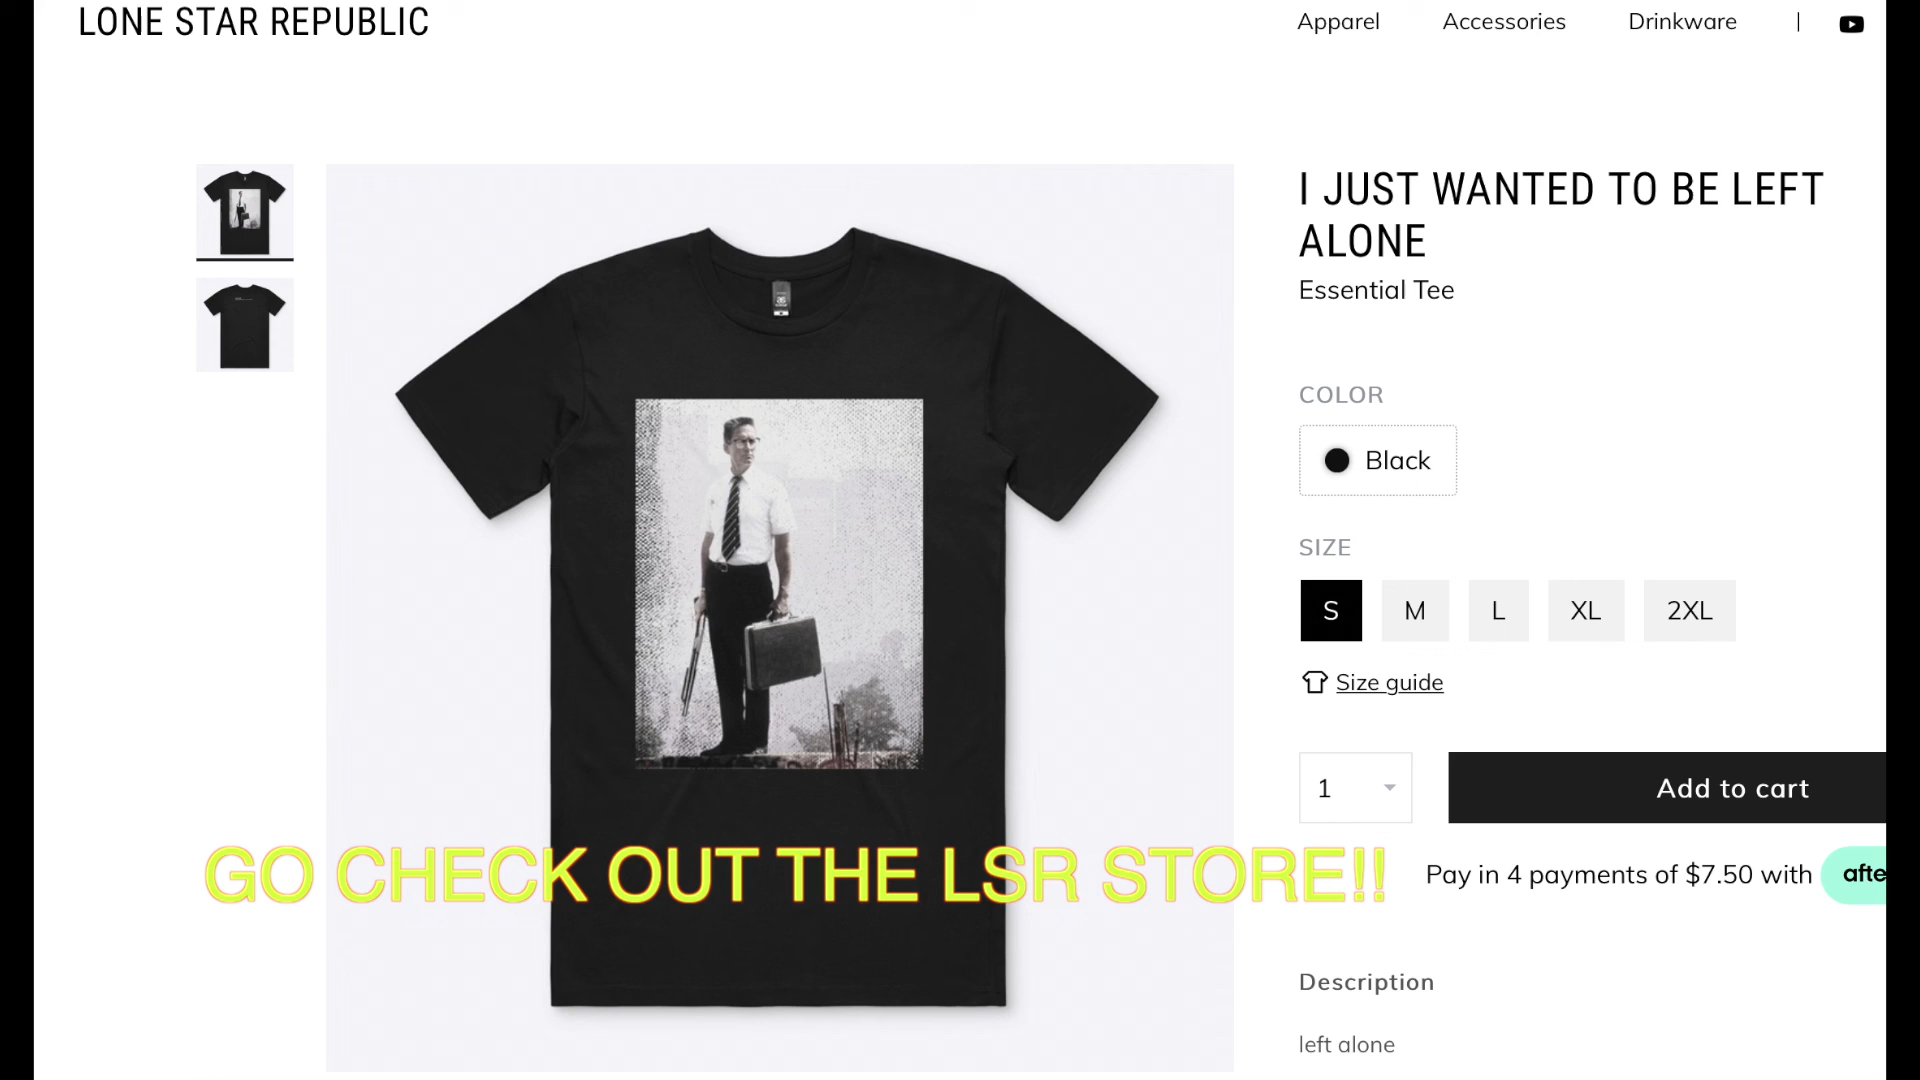 LONE STAR REPUBLIC
Apparel Accessories Drinkware |
I JUST WANTED TO BE LEFT
ALONE
Essential Tee
COLOR
Black
SIZE
S M L XL 2XL
Size guide
1 Add to cart
GO CHECK OUT THE LSR STORE!!
Pay in 4 payments of $7.50 with afte
Description
left alone